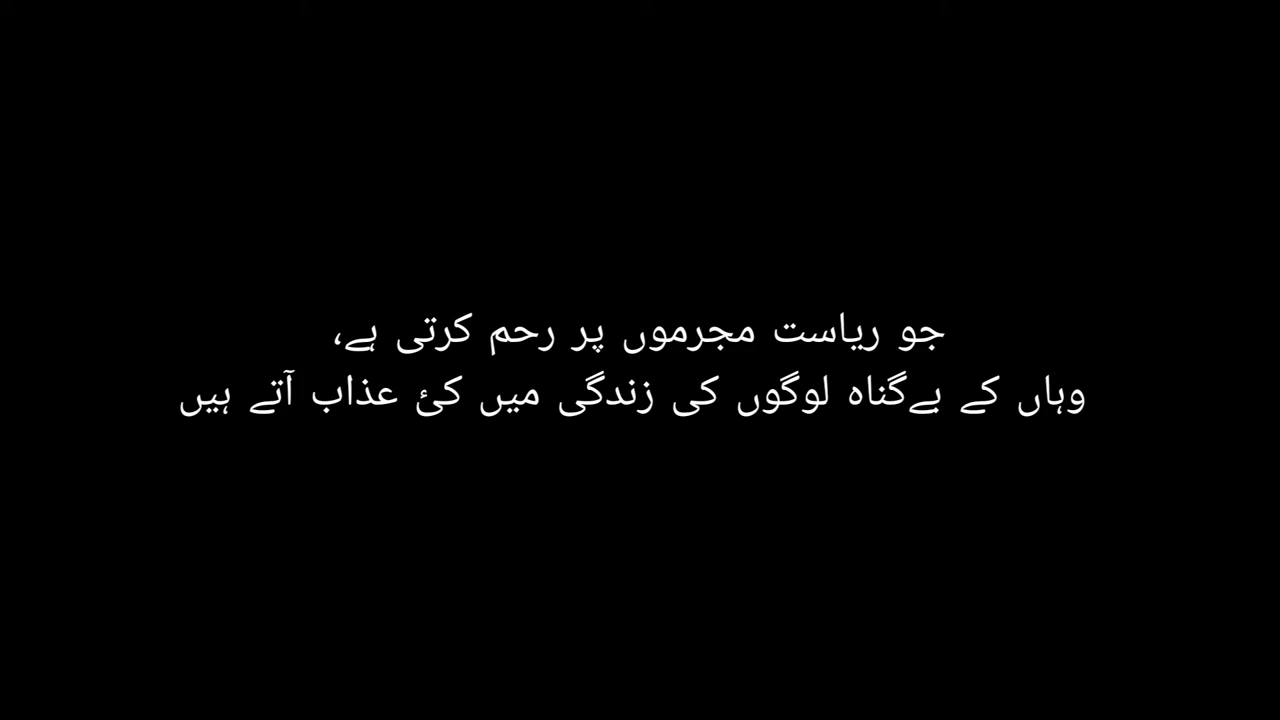 جو ریاست مجرموں پر رحم کرتی ہے،
وہاں کے بےگناہ لوگوں کی زندگی میں کئ عذاب آتے ہیں